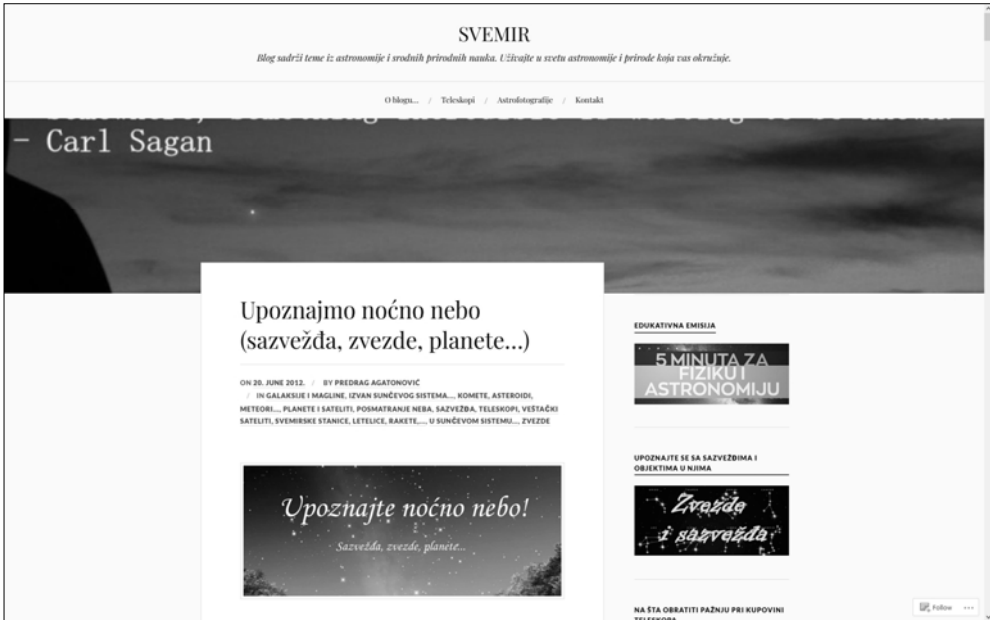 SVEMIR
Blog sadrži teme iz astronomije i srodnih prirodnih nauka. Uživajte u svetu astronomije i prirode koja vas okružuje.
O blogu... / Teleskopi / Astrofotografije / Kontakt
– Carl Sagan
Upoznajmo noćno nebo
(sazvežđa, zvezde, planete...)
ON 20. JUNE 2012. / BY PREDRAG AGATONOVIĆ
/ IN GALAKSIJE I MAGLINE, IZVAN SUNČEVOG SISTEMA..., KOMETE, ASTEROIDI,
METEORI..., PLANETE I SATELITI, POSMATRANJE NEBA, SAZVEŽĐA, TELESKOPI, VEŠTAČKI
SATELITI, SVEMIRSKE STANICE, LETELICE, RAKETE,..., U SUNČEVOM SISTEMU..., ZVEZDE
Upoznajte noćno nebo!
Sazvežđa, zvezde, planete...
EDUKATIVNA EMISIJA
5 MINUTA ZA
FIZIKU I
ASTRONOMIJU
UPOZNAJTE SE SA SAZVEŽĐIMA I
OBJEKTIMA U NJIMA
Zvezde
i sazvežđa
NA ŠTA OBRATITI PAŽNJU PRI KUPOVINI
TELESKOPA
Follow ...